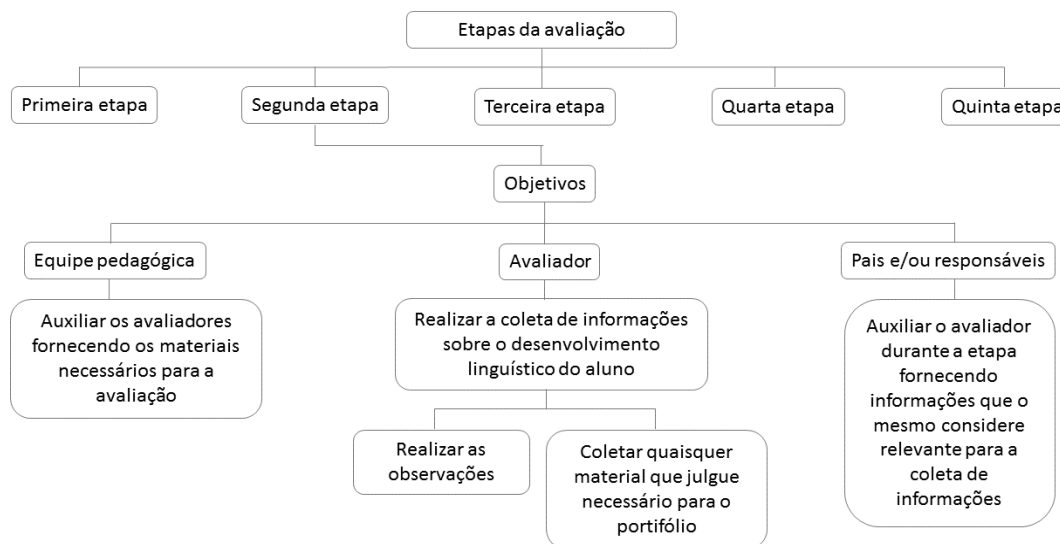 Etapas da avaliação
Primeira etapa
Segunda etapa
Terceira etapa
Quarta etapa
Quinta etapa
Objetivos
Equipe pedagógica
Avaliador
Pais e/ou responsáveis
Auxiliar os avaliadores
fornecendo os materiais
necessários para a
avaliação
Realizar a coleta de informações
sobre o desenvolvimento
linguístico do aluno
Auxiliar o avaliador
durante a etapa
fornecendo
informações que o
mesmo considere
relevante para a
coleta de
informações
Realizar as
observações
Coletar quaisquer
material que julgue
necessário para o
portifólio